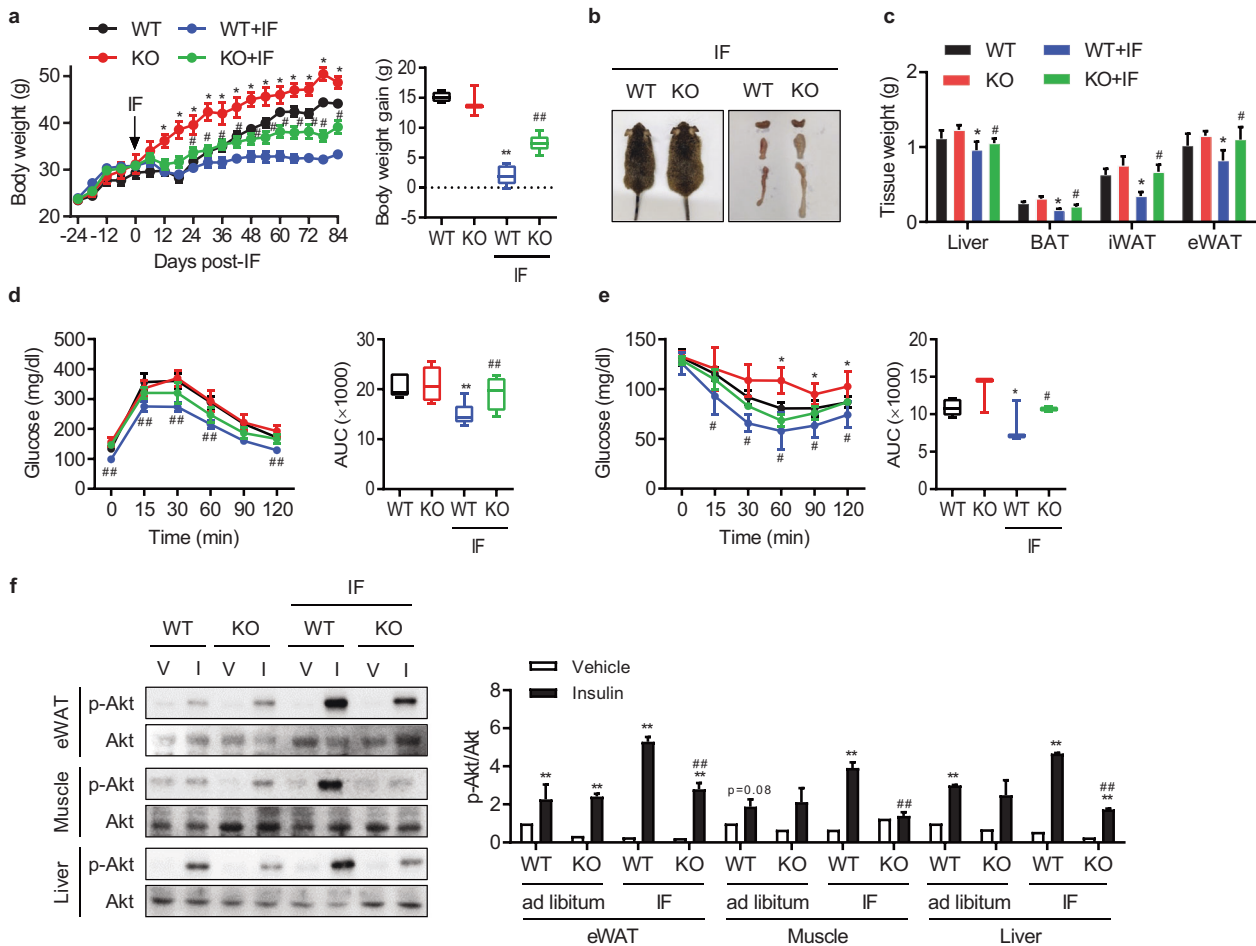 a
WT
WT+IF
KO
KO+IF
Body weight (g)
50
40
30
20
IF
* * * * * * * * * * * *
# # # # # # # # # #
-24 -12 0 12 24 36 48 60 72 84
Days post-IF
Body weight gain (g)
20
15
10
5
0
-5
**
##
WT KO WT KO
IF
b
IF
WT KO WT KO
c
WT
WT+IF
KO
KO+IF
Tissue weight (g)
2
1
0
* # * # * # * #
Liver BAT iWAT eWAT
d
Glucose (mg/dl)
500
400
300
200
100
0
## ## ## ## ##
0 15 30 60 90 120
Time (min)
AUC (×1000)
30
20
10
0
**
##
WT KO WT KO
IF
e
Glucose (mg/dl)
150
100
50
0
* * *
# # # # #
0 15 30 60 90 120
Time (min)
AUC (×1000)
20
15
10
5
0
*
#
WT KO WT KO
IF
f
IF
WT KO WT KO
V I V I V I V I
eWAT
p-Akt
Akt
Muscle
p-Akt
Akt
Liver
p-Akt
Akt
Vehicle
Insulin
p-Akt/Akt
8
6
4
2
0
** ** ** ## **
p=0.08 ** ##
** ** ## **
WT KO WT KO WT KO WT KO WT KO WT KO
ad libitum IF ad libitum IF ad libitum IF
eWAT Muscle Liver